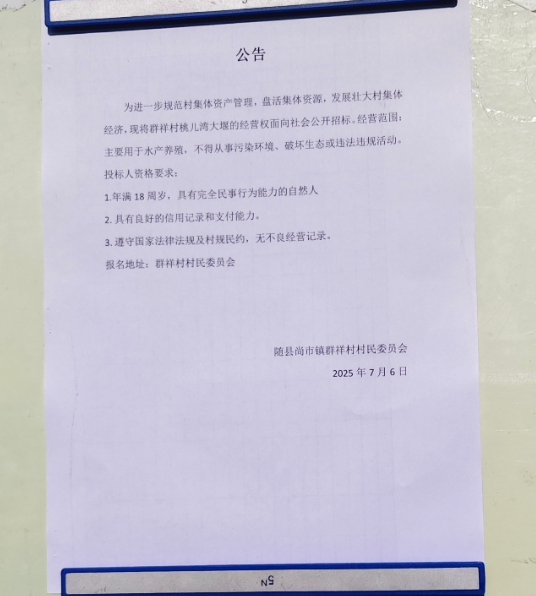 公告
为进一步规范村集体资产管理，盘活集体资源，发展壮大村集体
经济，现将群祥村桃儿湾大堰的经营权面向社会公开招标，经营范围：
主要用于水产养殖，不得从事污染环境、破坏生态或违法违规活动。
投标人资格要求：
1.年满 18 周岁，具有完全民事行为能力的自然人
2.具有良好的信用记录和支付能力。
3.遵守国家法律法规及村规民约，无不良经营记录。
报名地址：群祥村村民委员会
随县尚市镇群祥村村民委员会
2025 年 7 月 6 日
N5